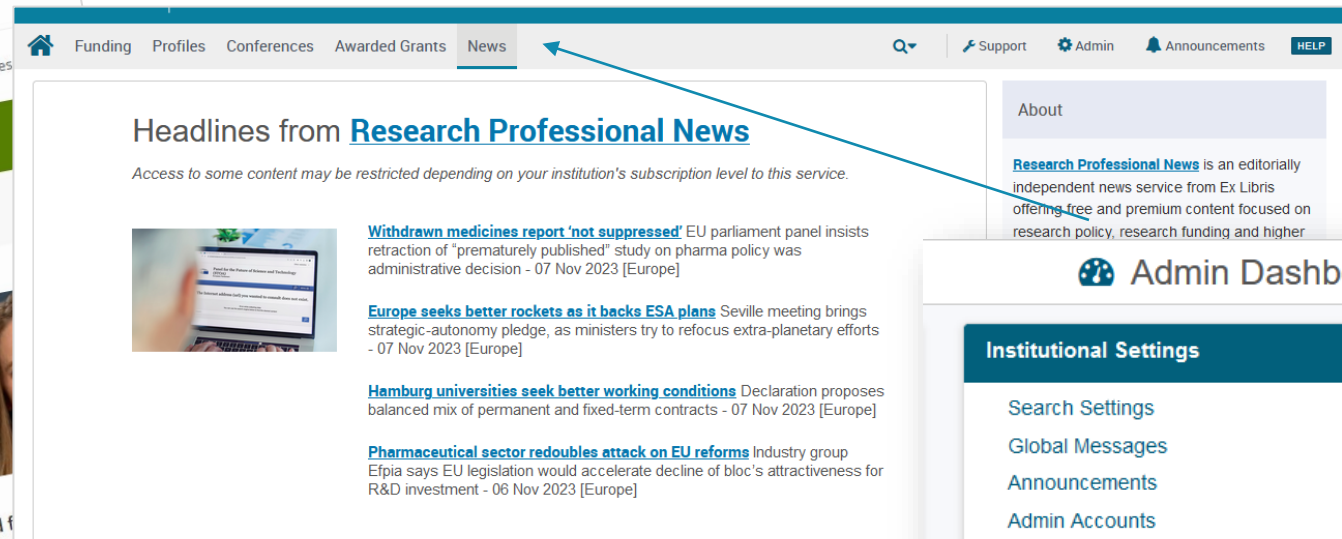 Funding Profiles Conferences Awarded Grants News
Support Admin Announcements HELP
Headlines from Research Professional News
Access to some content may be restricted depending on your institution's subscription level to this service.
Withdrawn medicines report 'not suppressed' EU parliament panel insists
retraction of “prematurely published” study on pharma policy was
administrative decision - 07 Nov 2023 [Europe]
Europe seeks better rockets as it backs ESA plans Seville meeting brings
strategic-autonomy pledge, as ministers try to refocus extra-planetary efforts
- 07 Nov 2023 [Europe]
Hamburg universities seek better working conditions Declaration proposes
balanced mix of permanent and fixed-term contracts - 07 Nov 2023 [Europe]
Pharmaceutical sector redoubles attack on EU reforms Industry group
Efpia says EU legislation would accelerate decline of bloc's attractiveness for
R&D investment - 06 Nov 2023 [Europe]
About
Research Professional News is an editorially
independent news service from Ex Libris
offering free and premium content focused on
research policy, research funding and higher
Admin Dashb
Institutional Settings
Search Settings
Global Messages
Announcements
Admin Accounts